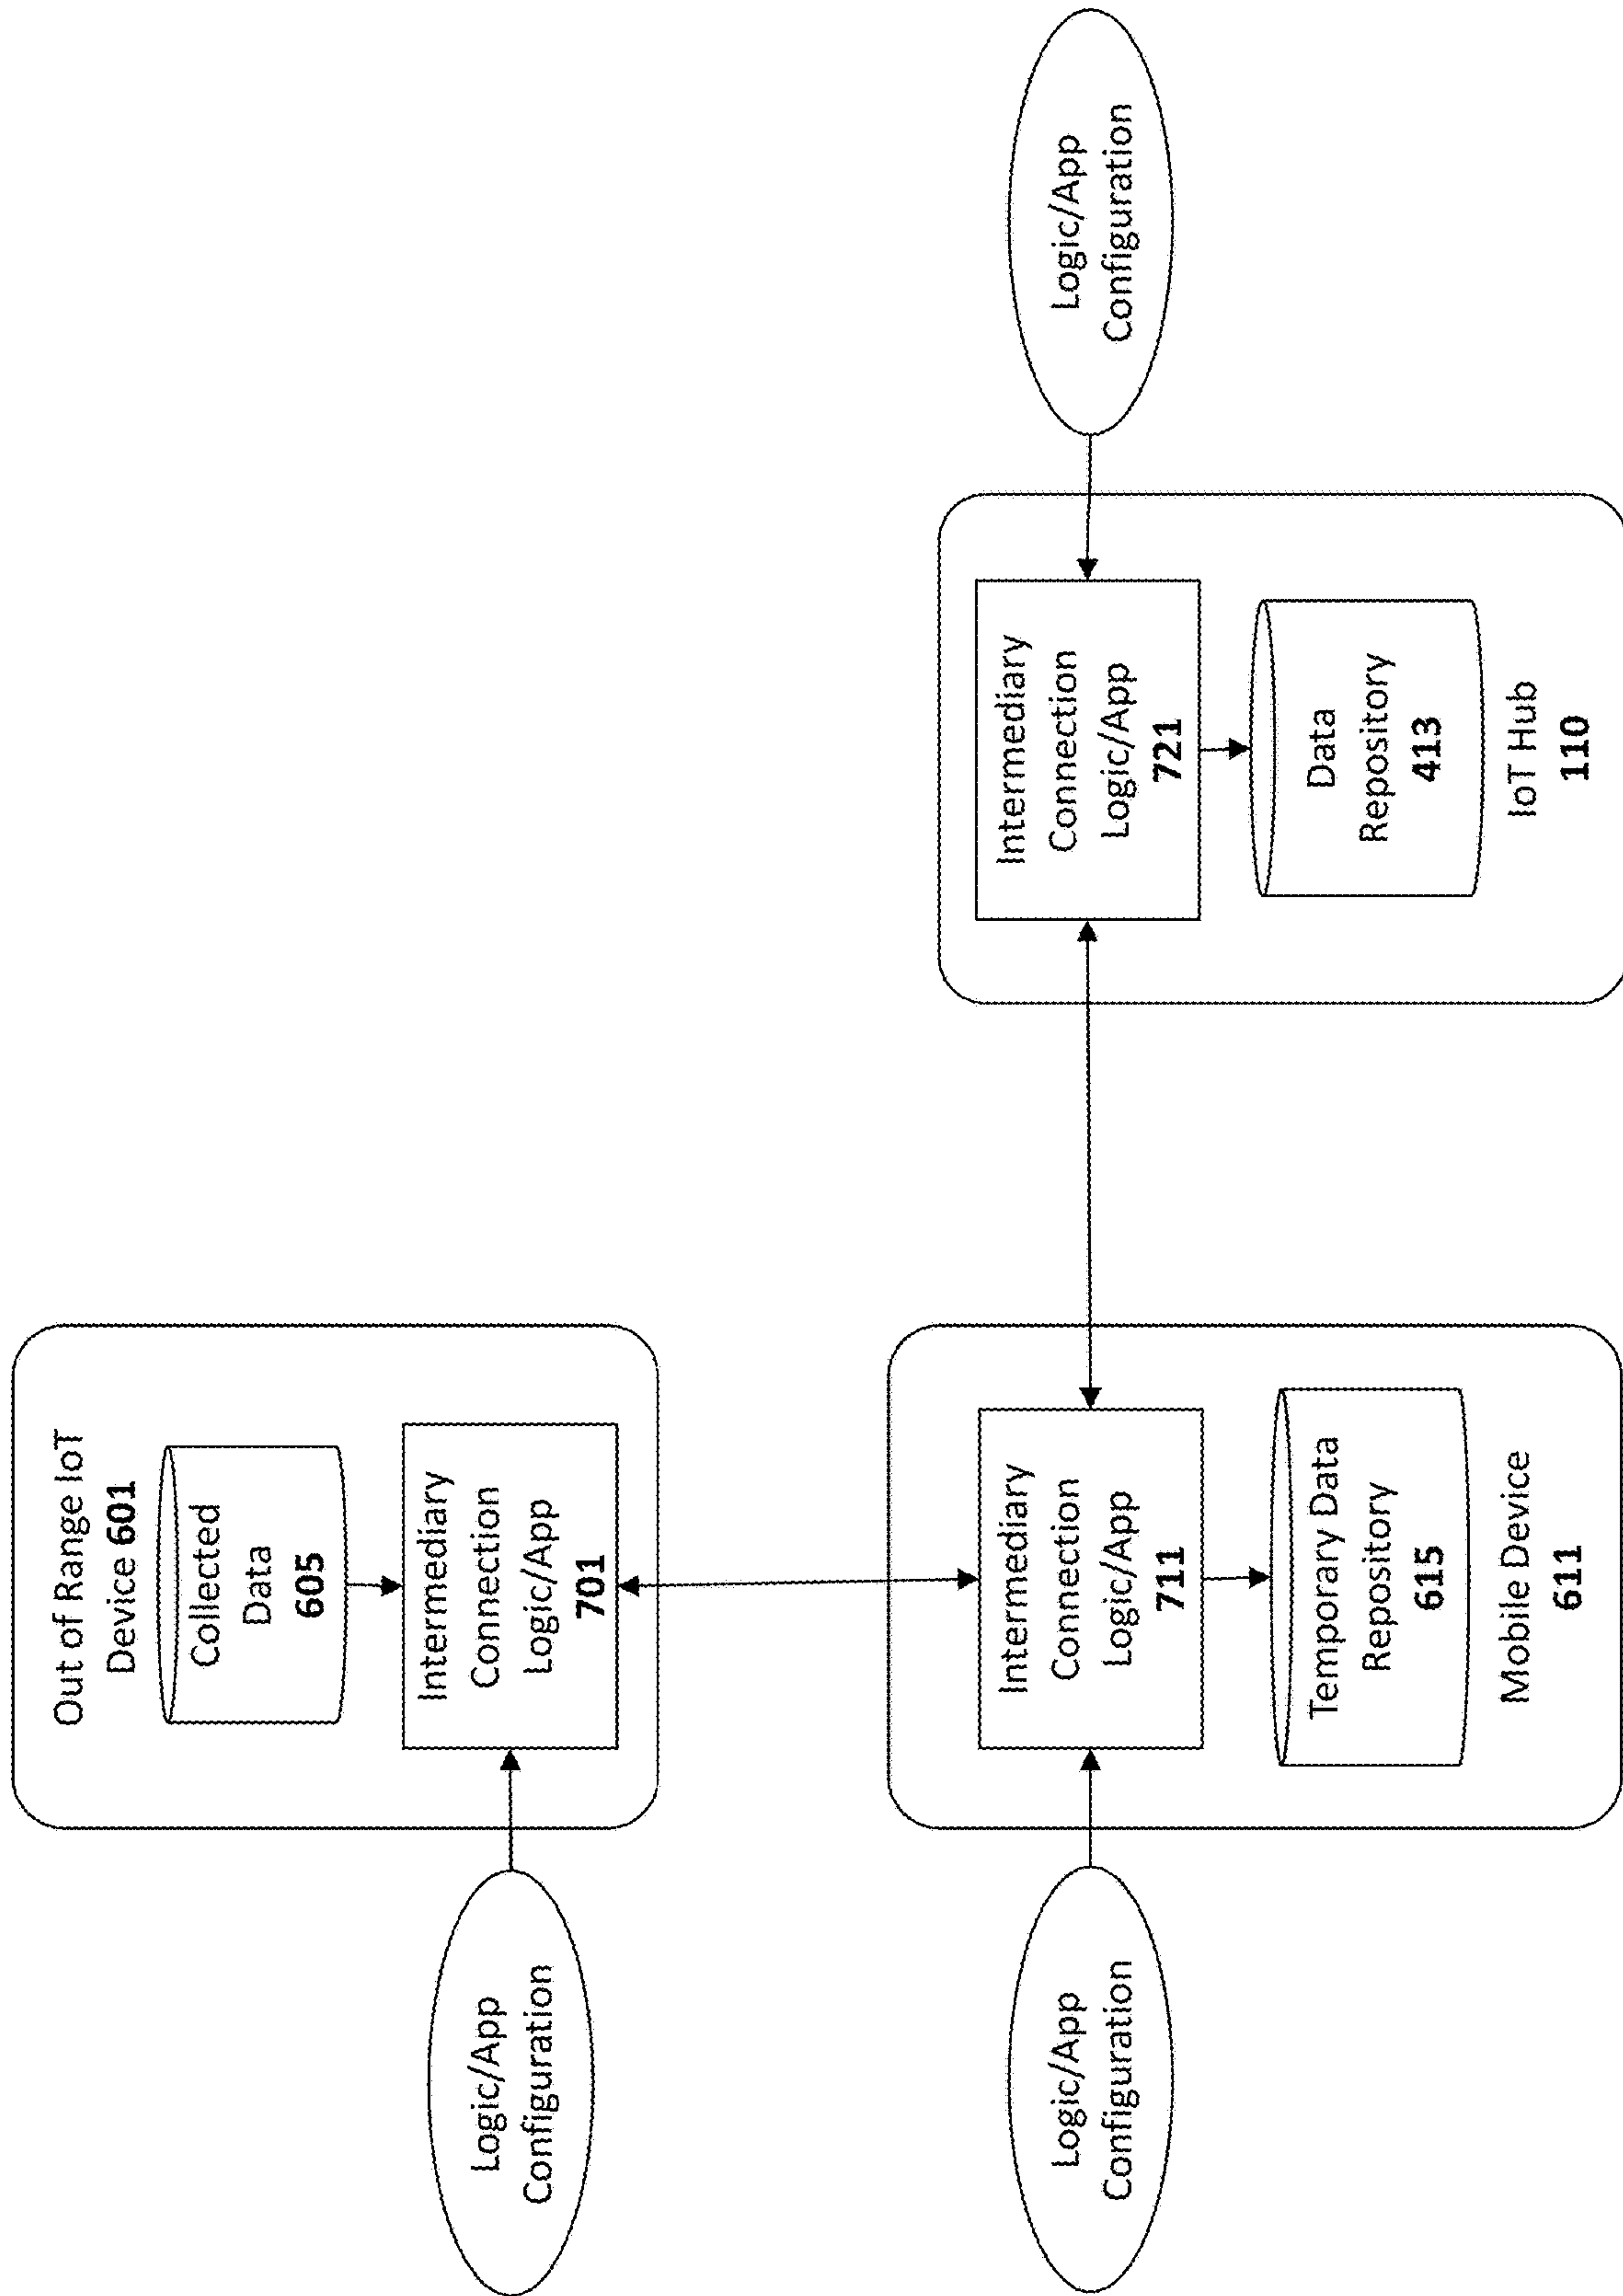 Out of Range IoT
Device 601
Collected
Data
605
Intermediary
Connection
Logic/App
701
Logic/App
Configuration
Logic/App
Configuration
Intermediary
Connection
Logic/App
711
Temporary Data
Repository
615
Mobile Device
611
Intermediary
Connection
Logic/App
721
Data
Repository
413
IoT Hub
110
Logic/App
Configuration